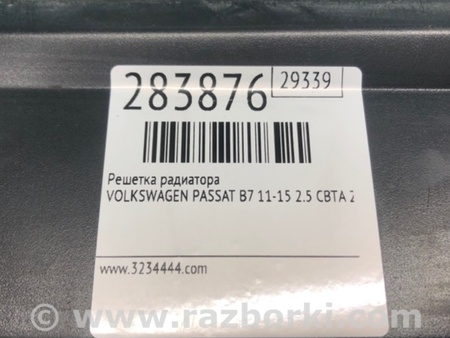 283876
29339
Решетка радиатора
VOLKSWAGEN PASSAT B7 11-15 2.5 CBTA 2
www.3234444.com
© www.razborki.com